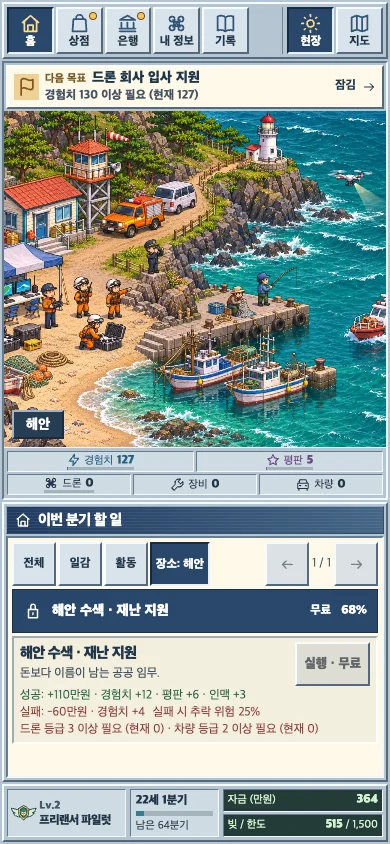 홈
상점
은행
내 정보
기록
현장
지도
다음 목표 드론 회사 입사 지원
경험치 130 이상 필요 (현재 127)
잠김 →
해안
경험치 127
평판 5
드론 0
장비 0
차량 0
이번 분기 할 일
전체
일감
활동
장소: 해안
← 1 / 1 →
해안 수색 · 재난 지원 무료 68%
해안 수색 · 재난 지원
돈보다 이름이 남는 공공 임무.
실행 · 무료
성공: +110만원 · 경험치 +12 · 평판 +6 · 인맥 +3
실패: -60만원 · 경험치 +4 실패 시 추락 위험 25%
드론 등급 3 이상 필요 (현재 0) · 차량 등급 2 이상 필요 (현재 0)
Lv.2
프리랜서 파일럿
22세 1분기
남은 64분기
자금 (만원) 364
빚 / 한도 515 / 1,500